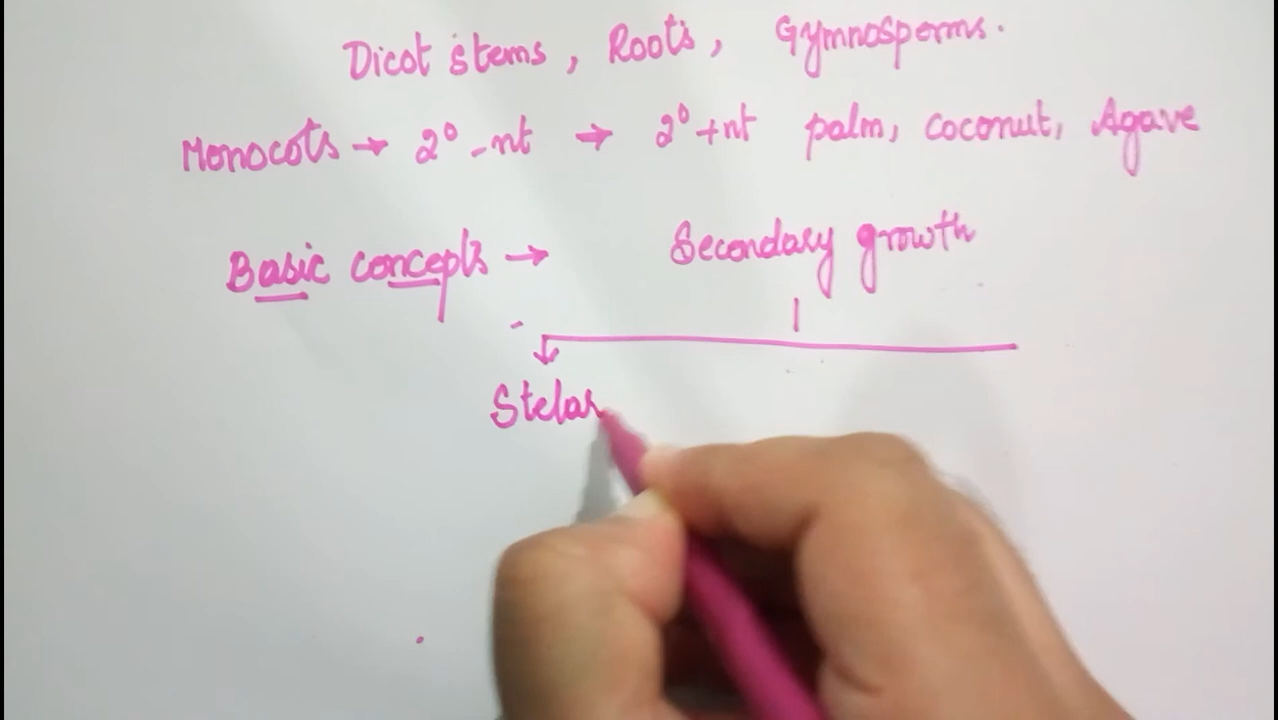 Dicot stems, Roots, Gymnosperms.
Monocots → 2° -nt → 2° +nt palm, coconut, Agave
Basic concepts → Secondary growth
Stelar